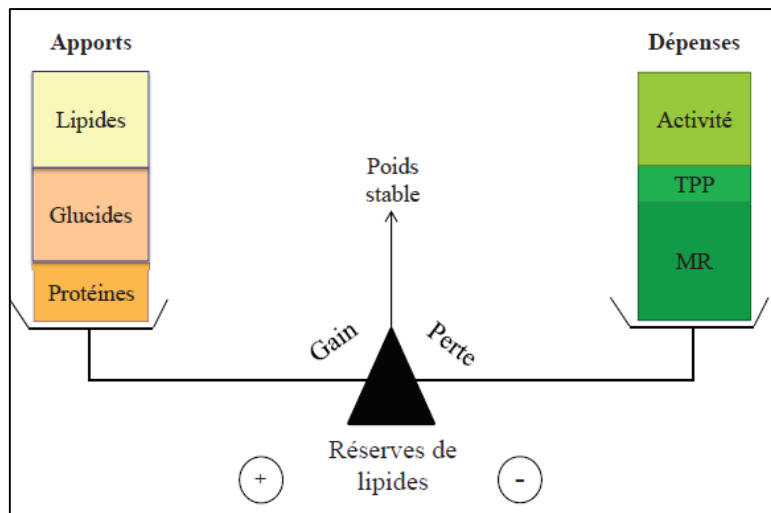 Apports
Dépenses
Lipides
Glucides
Protéines
Activité
TPP
MR
Poids
stable
Gain
Perte
Réserves de
lipides
+
-